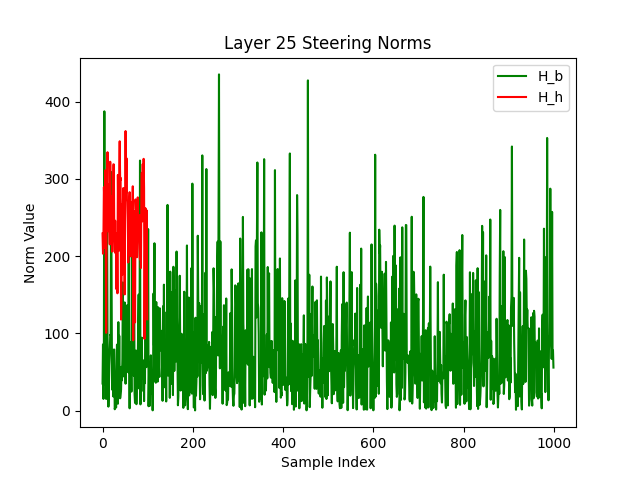 Layer 25 Steering Norms
H_b
H_h
Norm Value
400
300
200
100
0
0 200 400 600 800 1000
Sample Index